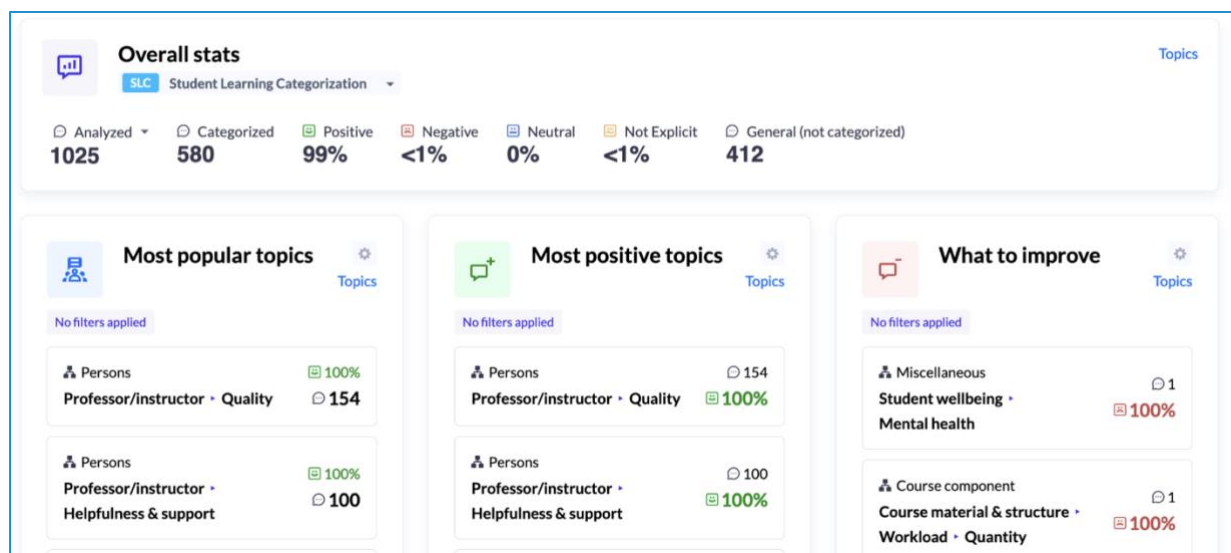 Overall stats
Topics
SLC Student Learning Categorization
Analyzed Categorized Positive Negative Neutral Not Explicit General (not categorized)
1025 580 99% <1% 0% <1% 412
Most popular topics
Topics
No filters applied
Persons 100%
Professor/instructor ‣ Quality 154
Persons 100%
Professor/instructor ‣
Helpfulness & support 100
Most positive topics
Topics
No filters applied
Persons 154
Professor/instructor ‣ Quality 100%
Persons 100
Professor/instructor ‣
Helpfulness & support 100%
What to improve
Topics
No filters applied
Miscellaneous 1
Student wellbeing ‣ 100%
Mental health
Course component 1
Course material & structure ‣ 100%
Workload ‣ Quantity